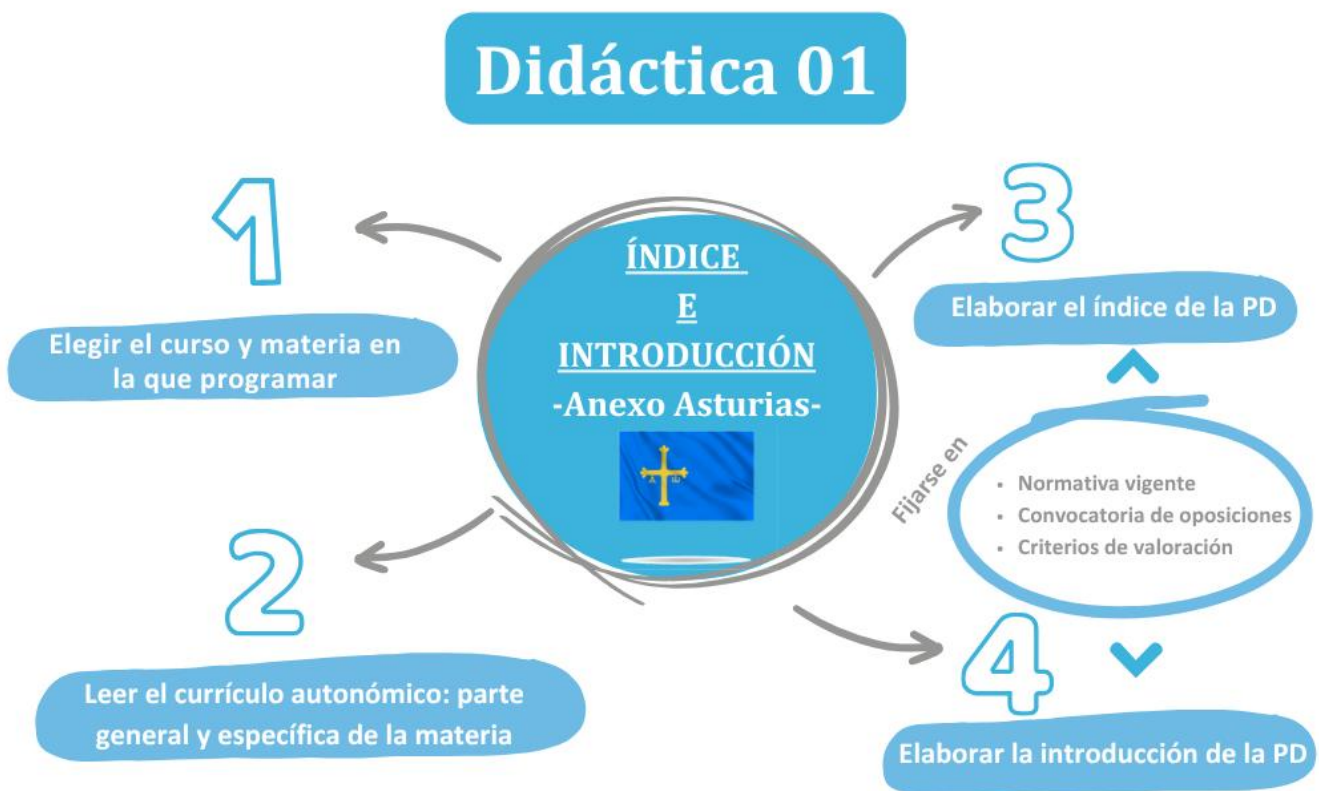 Didáctica 01
1
Elegir el curso y materia en
la que programar
2
Leer el currículo autonómico: parte
general y específica de la materia
ÍNDICE
E
INTRODUCCIÓN
-Anexo Asturias-
3
Elaborar el índice de la PD
Fijarse en
• Normativa vigente
• Convocatoria de oposiciones
• Criterios de valoración
4
Elaborar la introducción de la PD